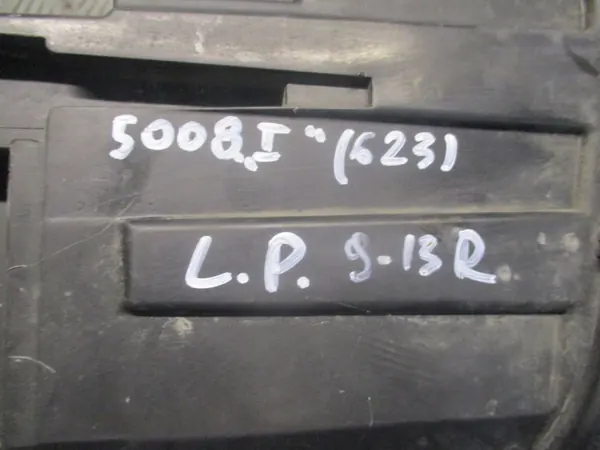 5008 „I" (623)
L.P. 9-13R